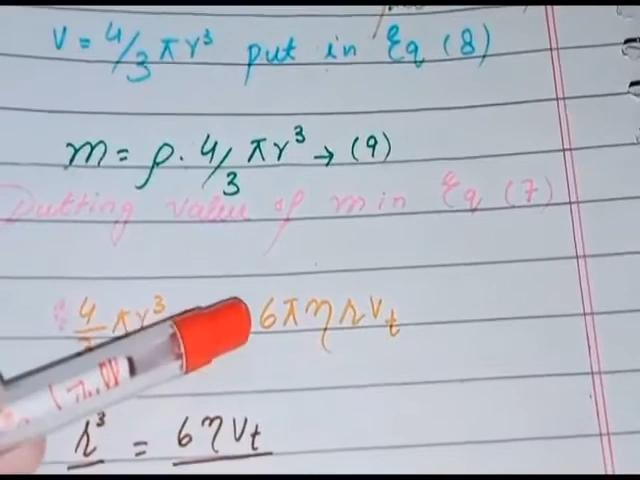 V = 4/3 πr³ put in Eq (8)
m = ρ. 4/3 πr³ → (9)
Putting value of m in Eq (7)
4 πr³ 6πηrVt
r³ = 6ηVt